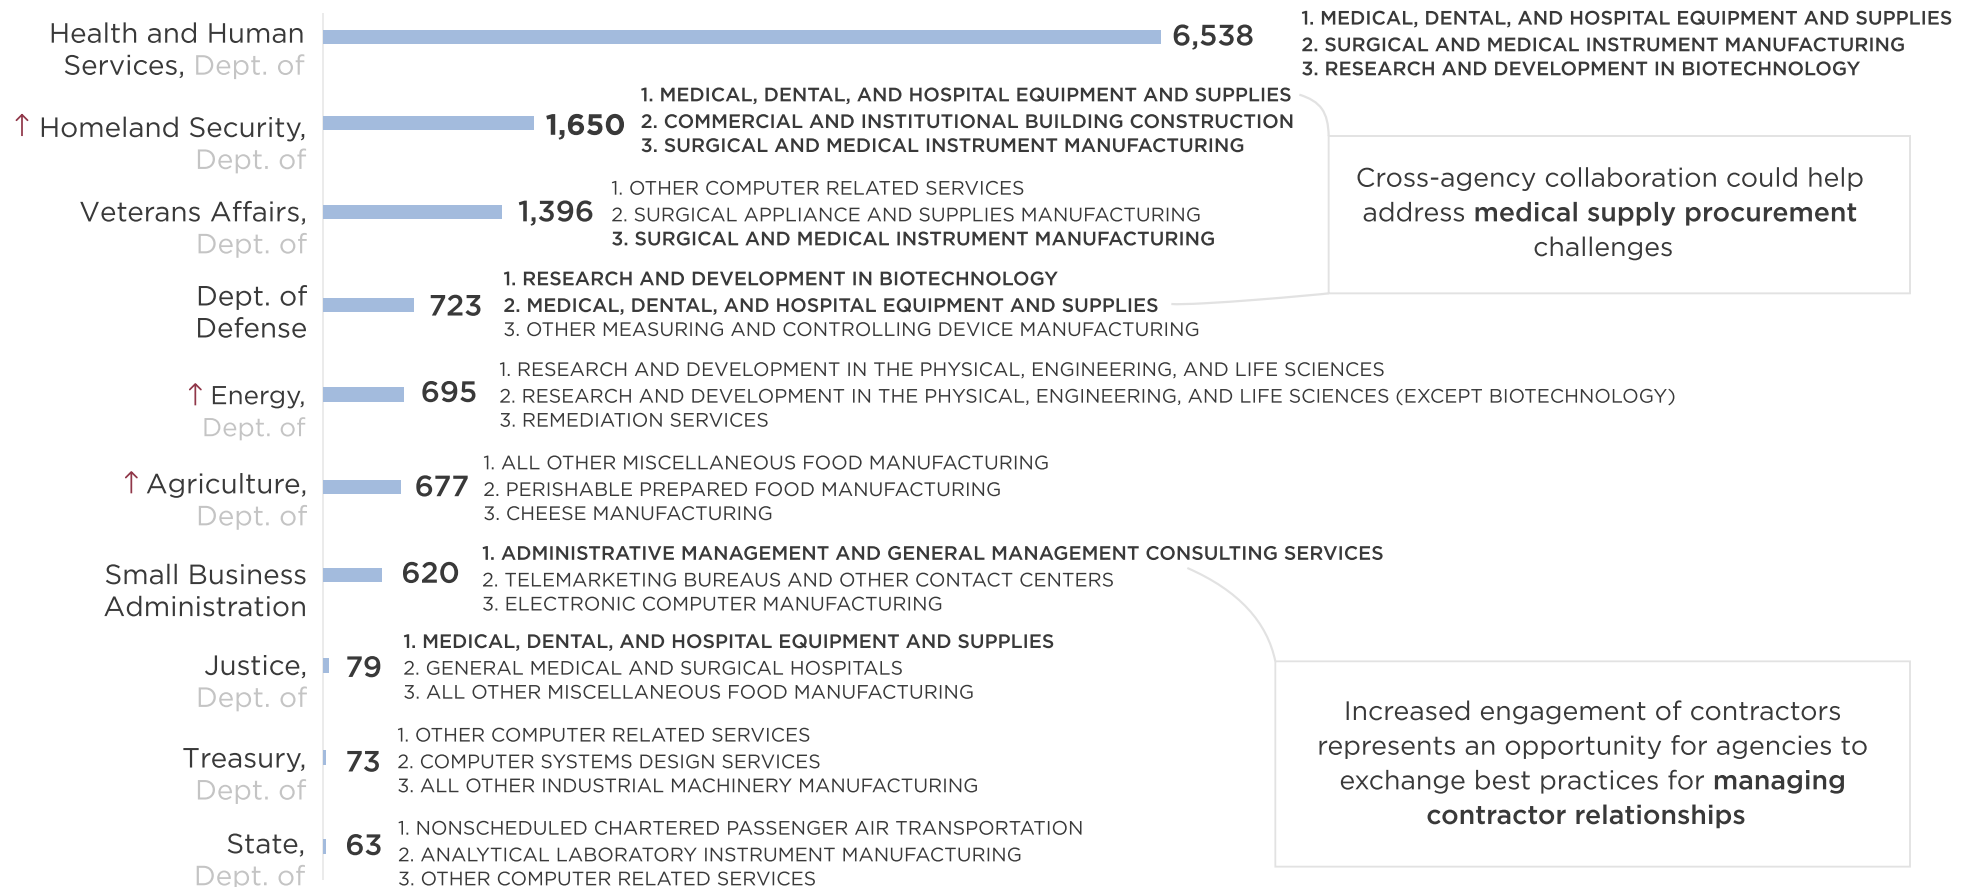 Health and Human
Services, Dept. of
6,538
1. MEDICAL, DENTAL, AND HOSPITAL EQUIPMENT AND SUPPLIES
2. SURGICAL AND MEDICAL INSTRUMENT MANUFACTURING
3. RESEARCH AND DEVELOPMENT IN BIOTECHNOLOGY
↑ Homeland Security,
Dept. of
1,650
1. MEDICAL, DENTAL, AND HOSPITAL EQUIPMENT AND SUPPLIES
2. COMMERCIAL AND INSTITUTIONAL BUILDING CONSTRUCTION
3. SURGICAL AND MEDICAL INSTRUMENT MANUFACTURING
Cross-agency collaboration could help
address medical supply procurement
challenges
Veterans Affairs,
Dept. of
1,396
1. OTHER COMPUTER RELATED SERVICES
2. SURGICAL APPLIANCE AND SUPPLIES MANUFACTURING
3. SURGICAL AND MEDICAL INSTRUMENT MANUFACTURING
Dept. of
Defense
723
1. RESEARCH AND DEVELOPMENT IN BIOTECHNOLOGY
2. MEDICAL, DENTAL, AND HOSPITAL EQUIPMENT AND SUPPLIES
3. OTHER MEASURING AND CONTROLLING DEVICE MANUFACTURING
↑ Energy,
Dept. of
695
1. RESEARCH AND DEVELOPMENT IN THE PHYSICAL, ENGINEERING, AND LIFE SCIENCES
2. RESEARCH AND DEVELOPMENT IN THE PHYSICAL, ENGINEERING, AND LIFE SCIENCES (EXCEPT BIOTECHNOLOGY)
3. REMEDIATION SERVICES
↑ Agriculture,
Dept. of
677
1. ALL OTHER MISCELLANEOUS FOOD MANUFACTURING
2. PERISHABLE PREPARED FOOD MANUFACTURING
3. CHEESE MANUFACTURING
Small Business
Administration
620
1. ADMINISTRATIVE MANAGEMENT AND GENERAL MANAGEMENT CONSULTING SERVICES
2. TELEMARKETING BUREAUS AND OTHER CONTACT CENTERS
3. ELECTRONIC COMPUTER MANUFACTURING
Justice,
Dept. of
79
1. MEDICAL, DENTAL, AND HOSPITAL EQUIPMENT AND SUPPLIES
2. GENERAL MEDICAL AND SURGICAL HOSPITALS
3. ALL OTHER MISCELLANEOUS FOOD MANUFACTURING
Increased engagement of contractors
represents an opportunity for agencies to
exchange best practices for managing
contractor relationships
Treasury,
Dept. of
73
1. OTHER COMPUTER RELATED SERVICES
2. COMPUTER SYSTEMS DESIGN SERVICES
3. ALL OTHER INDUSTRIAL MACHINERY MANUFACTURING
State,
Dept. of
63
1. NONSCHEDULED CHARTERED PASSENGER AIR TRANSPORTATION
2. ANALYTICAL LABORATORY INSTRUMENT MANUFACTURING
3. OTHER COMPUTER RELATED SERVICES